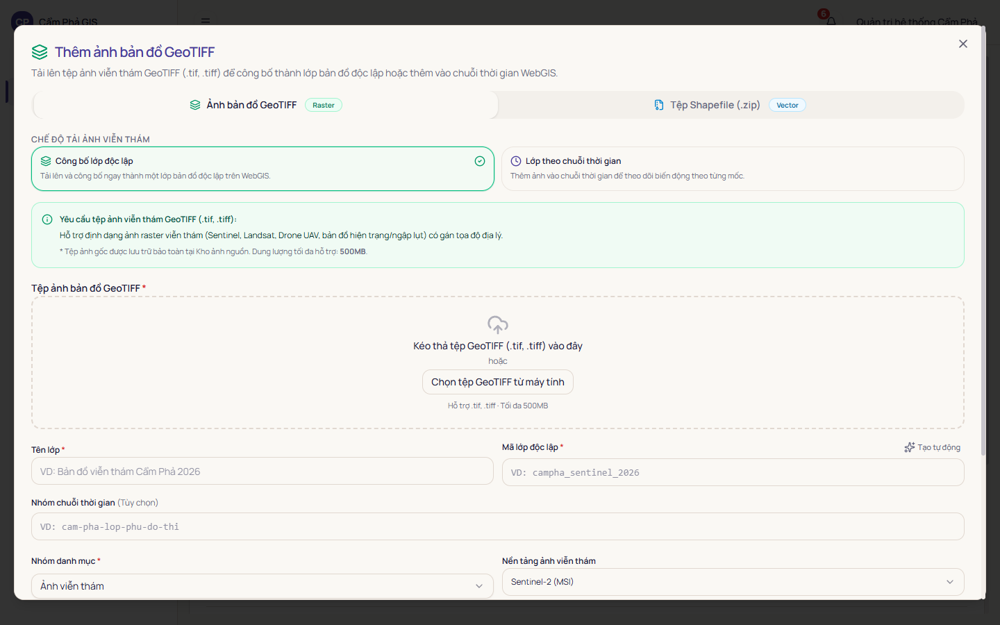 CP Cẩm Phả GIS
6
Quản trị hệ thống Cẩm Phả
Thêm ảnh bản đồ GeoTIFF
Tải lên tệp ảnh viễn thám GeoTIFF (.tif, .tiff) để công bố thành lớp bản đồ độc lập hoặc thêm vào chuỗi thời gian WebGIS.
Ảnh bản đồ GeoTIFF Raster
Tệp Shapefile (.zip) Vector
CHẾ ĐỘ TẢI ẢNH VIỄN THÁM
Công bố lớp độc lập
Tải lên và công bố ngay thành một lớp bản đồ độc lập trên WebGIS.
Lớp theo chuỗi thời gian
Thêm ảnh vào chuỗi thời gian để theo dõi biến động theo từng mốc.
Yêu cầu tệp ảnh viễn thám GeoTIFF (.tif, .tiff):
Hỗ trợ định dạng ảnh raster viễn thám (Sentinel, Landsat, Drone UAV, bản đồ hiện trạng/ngập lụt) có gán tọa độ địa lý.
* Tệp ảnh gốc được lưu trữ bảo toàn tại Kho ảnh nguồn. Dung lượng tối đa hỗ trợ: 500MB.
Tệp ảnh bản đồ GeoTIFF *
Kéo thả tệp GeoTIFF (.tif, .tiff) vào đây
hoặc
Chọn tệp GeoTIFF từ máy tính
Hỗ trợ .tif, .tiff · Tối đa 500MB
Tên lớp *
VD: Bản đồ viễn thám Cẩm Phả 2026
Mã lớp độc lập *
Tạo tự động
VD: campha_sentinel_2026
Nhóm chuỗi thời gian (Tùy chọn)
VD: cam-pha-lop-phu-do-thi
Nhóm danh mục *
Ảnh viễn thám
Nền tảng ảnh viễn thám
Sentinel-2 (MSI)